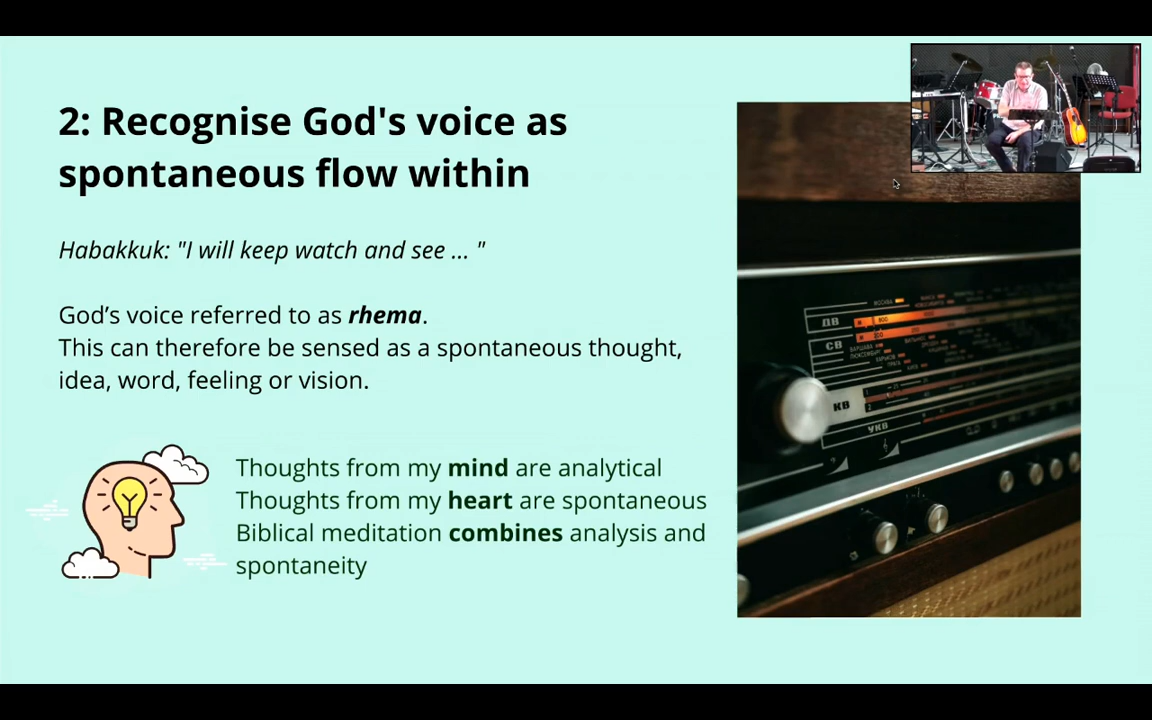 2: Recognise God's voice as
spontaneous flow within
Habakkuk: "I will keep watch and see ... "
God’s voice referred to as rhema.
This can therefore be sensed as a spontaneous thought,
idea, word, feeling or vision.
Thoughts from my mind are analytical
Thoughts from my heart are spontaneous
Biblical meditation combines analysis and
spontaneity
МОСКВА
ДВ
СВ
ВАРШАВА
КВ
УКВ